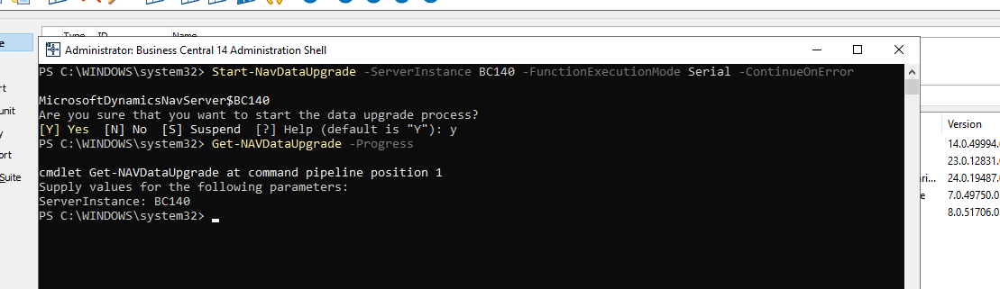 Type ID Name
Administrator: Business Central 14 Administration Shell
PS C:\WINDOWS\system32> Start-NavDataUpgrade -ServerInstance BC140 -FunctionExecutionMode Serial -ContinueOnError
MicrosoftDynamicsNavServer$BC140
Are you sure that you want to start the data upgrade process?
[Y] Yes [N] No [S] Suspend [?] Help (default is "Y"): y
PS C:\WINDOWS\system32> Get-NAVDataUpgrade -Progress
cmdlet Get-NAVDataUpgrade at command pipeline position 1
Supply values for the following parameters:
ServerInstance: BC140
PS C:\WINDOWS\system32>
Suite
Version
14.0.49994.
23.0.12831.
24.0.19487.
7.0.49750.0
8.0.51706.0